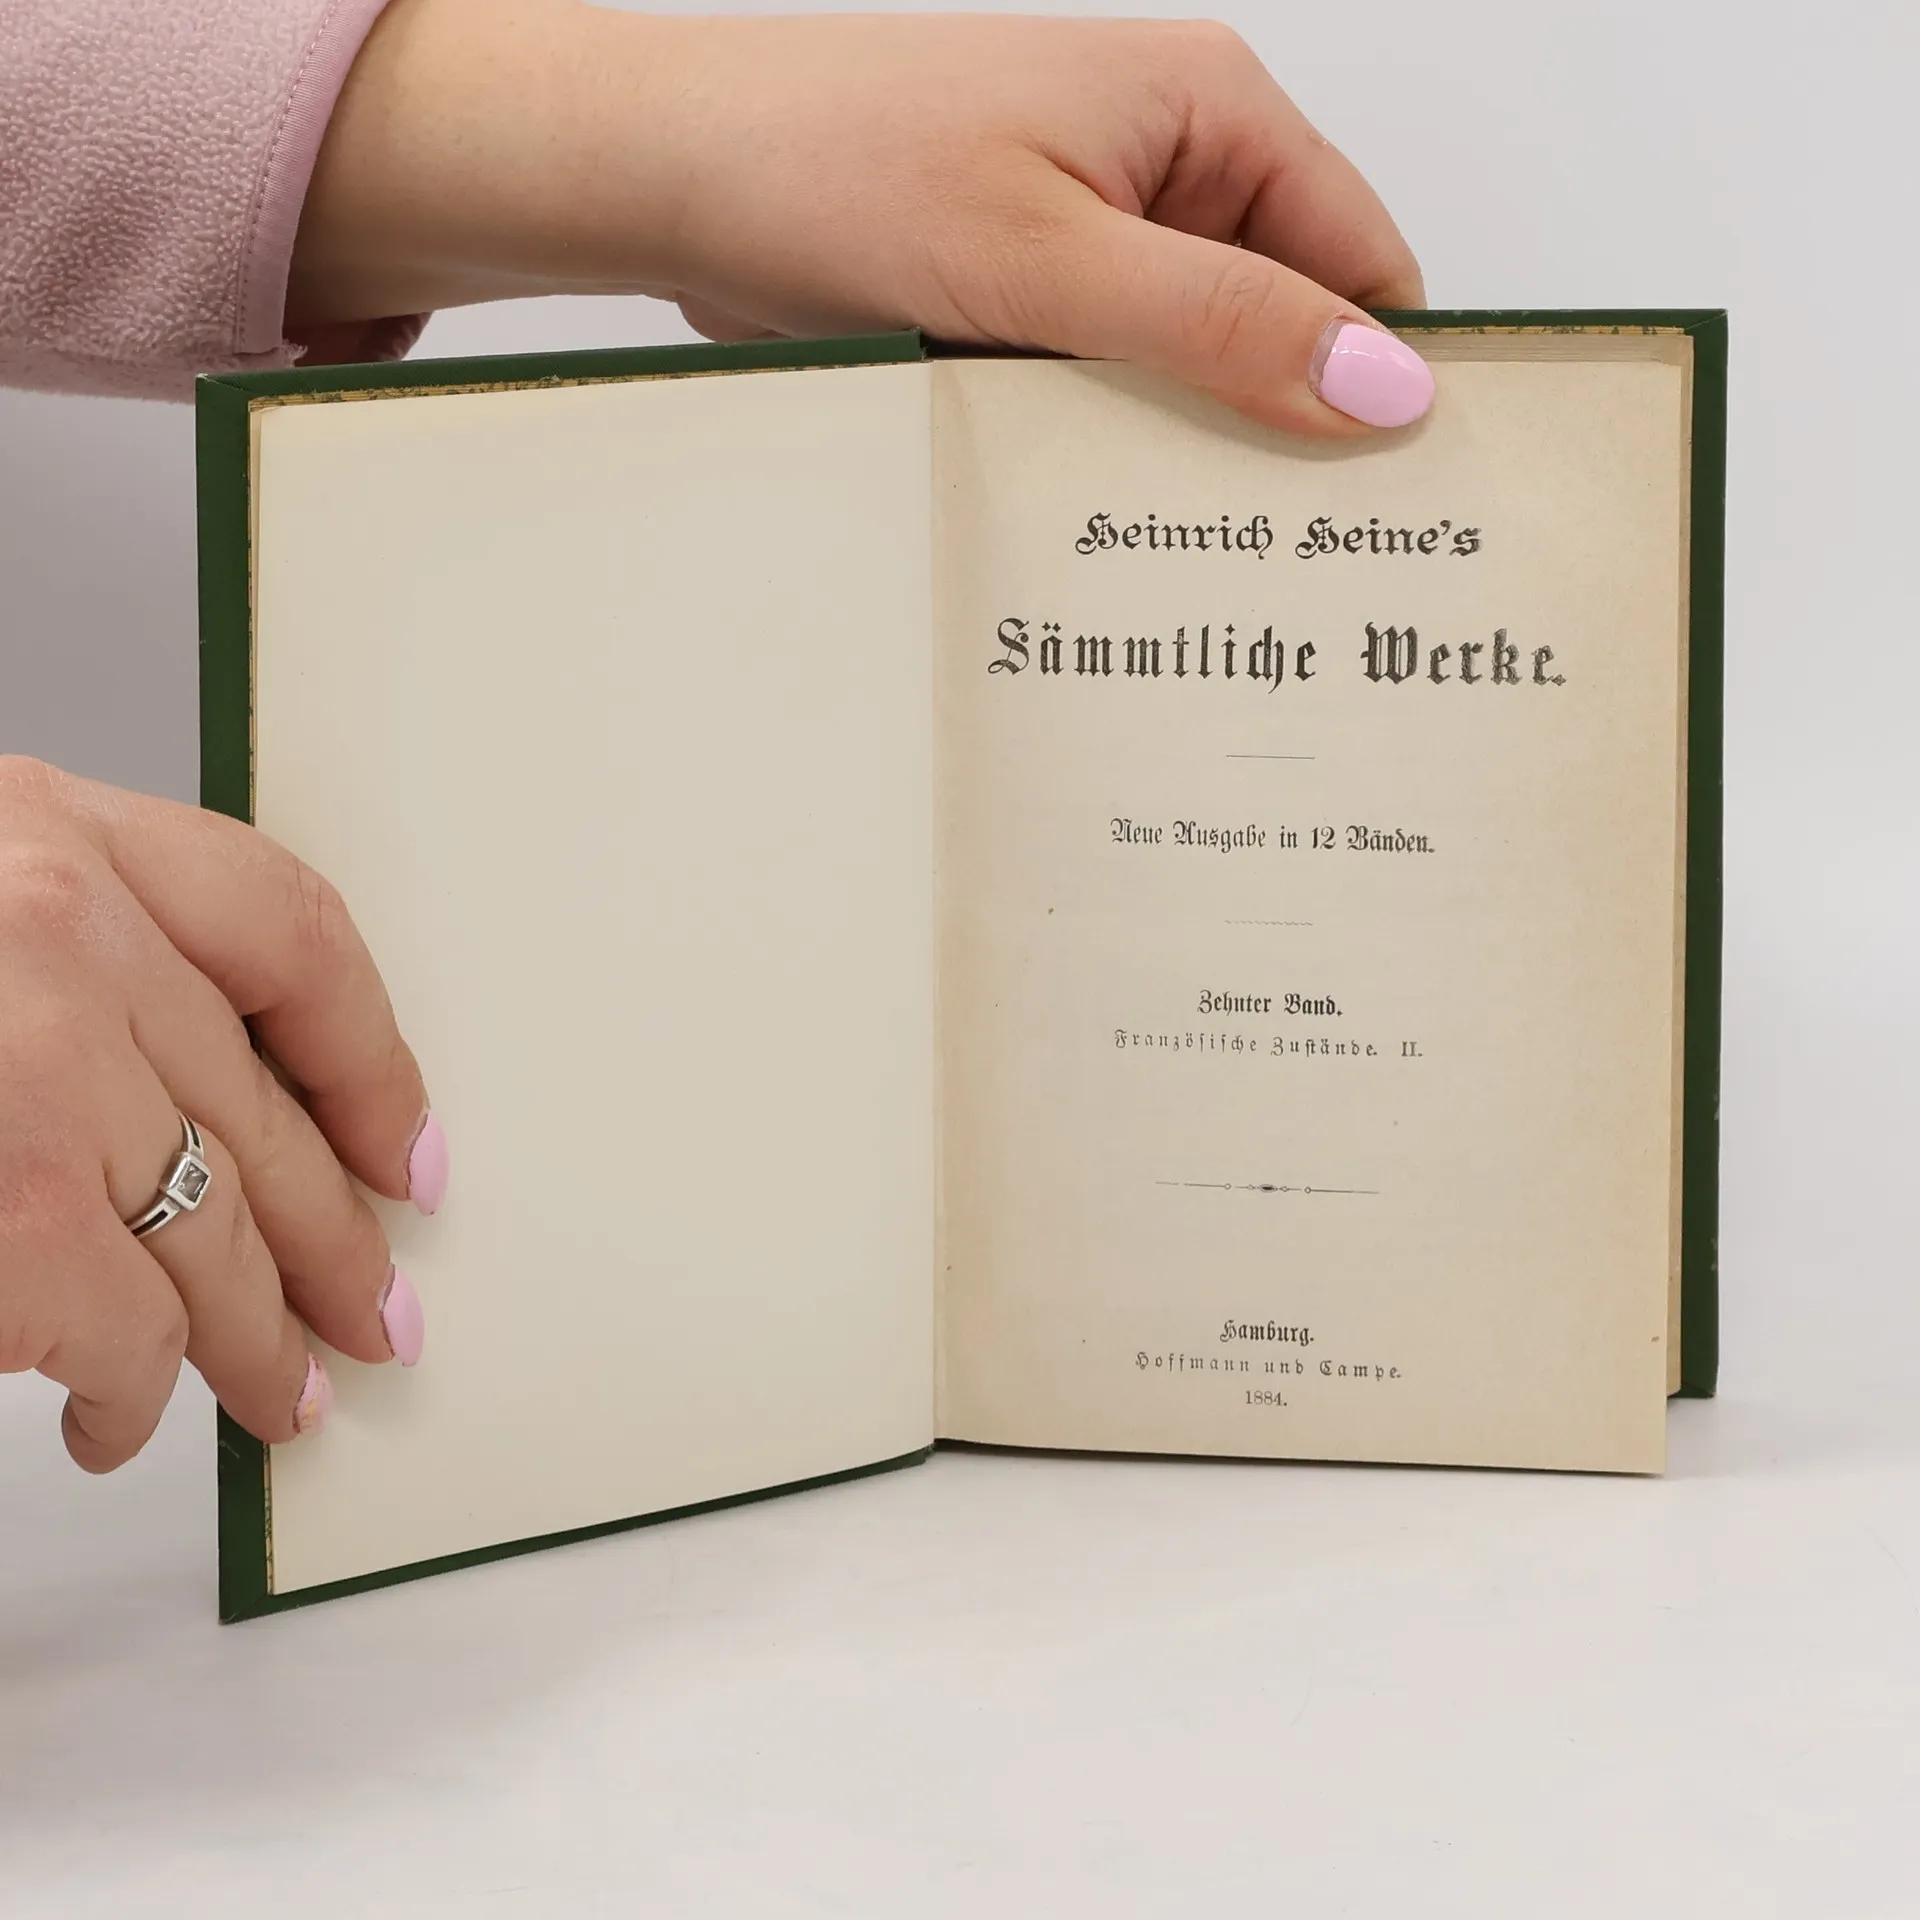 Heinrich Heine's
Sämmtliche Werke.
Neue Ausgabe in 12 Bänden.
Zehnter Band.
Französische Zustände. II.
Hamburg.
Hoffmann und Campe.
1884.